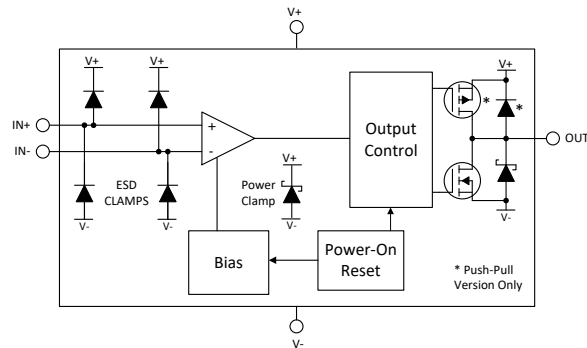 V+
V+
V+
V+
IN+
IN-
+
-
Output
Control
*
*
OUT
ESD
CLAMPS
Power
Clamp
V+
V-
V-
V-
V-
Bias
Power-On
Reset
* Push-Pull
Version Only
V-